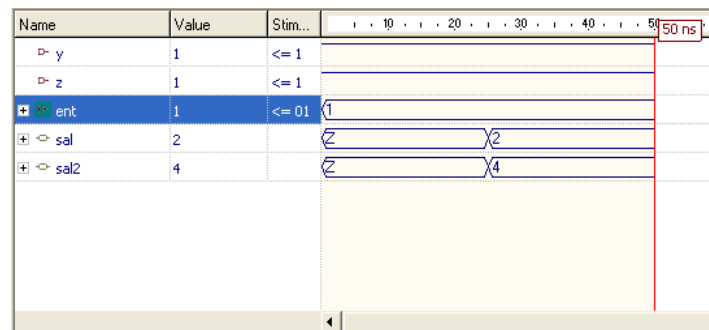 Name Value Stim... 10 20 30 40 50
50 ns
y 1 <= 1
z 1 <= 1
ent 1 <= 01 1
sal 2 Z 2
sal2 4 Z 4